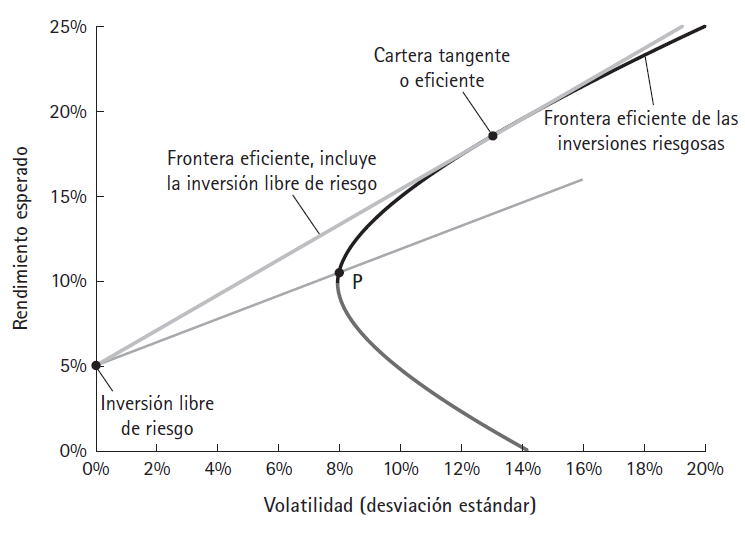 25%
Cartera tangente
o eficiente
20%
Frontera eficiente de las
inversiones riesgosas
Frontera eficiente, incluye
la inversión libre de riesgo
15%
Rendimiento esperado
10%
P
5%
Inversión libre
de riesgo
0%
0% 2% 4% 6% 8% 10% 12% 14% 16% 18% 20%
Volatilidad (desviación estándar)